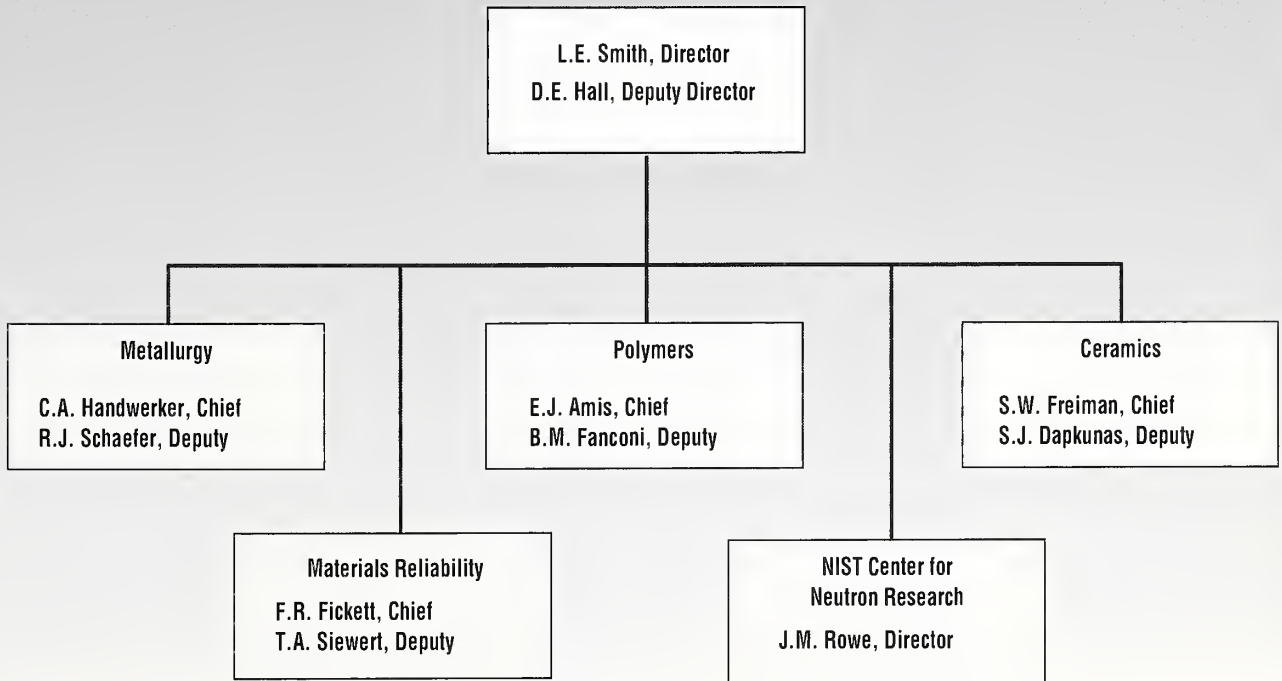 L.E. Smith, Director
D.E. Hall, Deputy Director
Metallurgy
C.A. Handwerker, Chief
R.J. Schaefer, Deputy
Polymers
E.J. Amis, Chief
B.M. Fanconi, Deputy
Ceramics
S.W. Freiman, Chief
S.J. Dapkunas, Deputy
Materials Reliability
F.R. Fickett, Chief
T.A. Siewert, Deputy
NIST Center for
Neutron Research
J.M. Rowe, Director